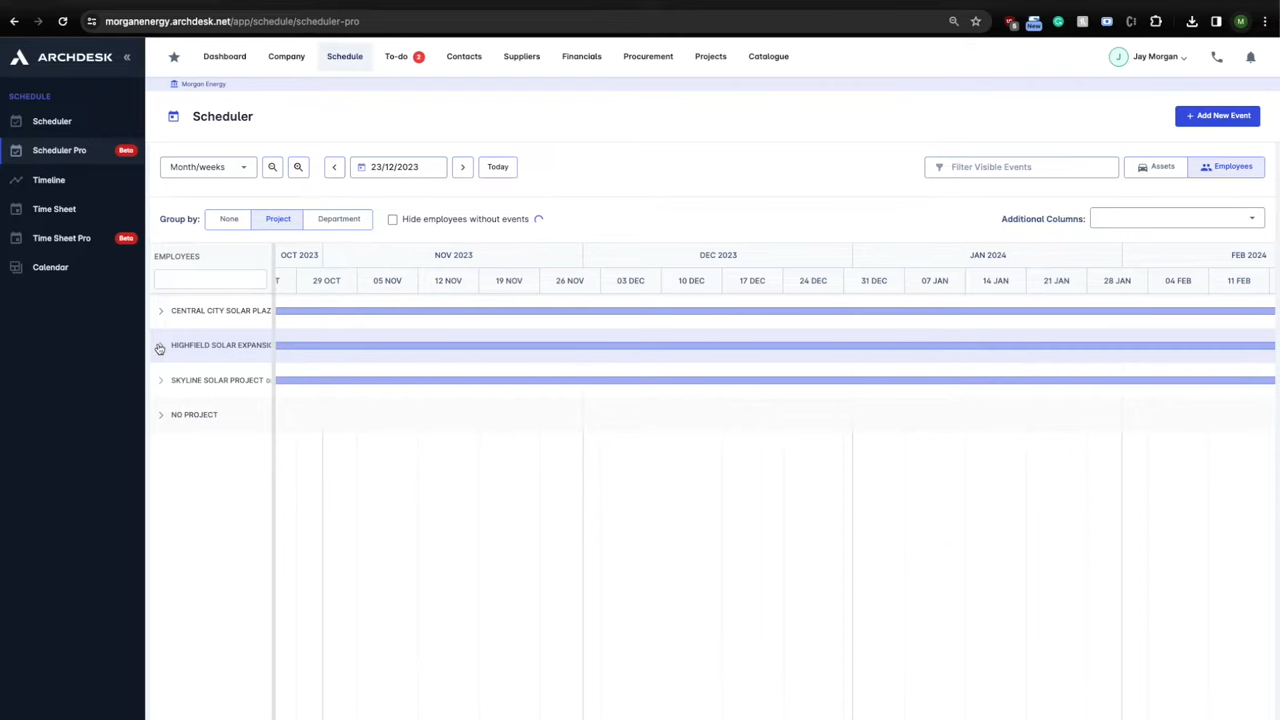 morganenergy.archdesk.net/app/schedule/scheduler-pro
New
M
ARCHDESK «
Dashboard
Company
Schedule
To-do 2
Contacts
Suppliers
Financials
Procurement
Projects
Catalogue
J Jay Morgan
SCHEDULE
Scheduler
Scheduler Pro Beta
Timeline
Time Sheet
Time Sheet Pro Beta
Calendar
Morgan Energy
Scheduler
+ Add New Event
Month/weeks
23/12/2023
Today
Filter Visible Events
Assets
Employees
Group by: None Project Department
Hide employees without events
Additional Columns:
EMPLOYEES
OCT 2023 NOV 2023 DEC 2023 JAN 2024 FEB 2024
T 29 OCT 05 NOV 12 NOV 19 NOV 26 NOV 03 DEC 10 DEC 17 DEC 24 DEC 31 DEC 07 JAN 14 JAN 21 JAN 28 JAN 04 FEB 11 FEB
CENTRAL CITY SOLAR PLAZ
HIGHFIELD SOLAR EXPANSIO
SKYLINE SOLAR PROJECT
NO PROJECT